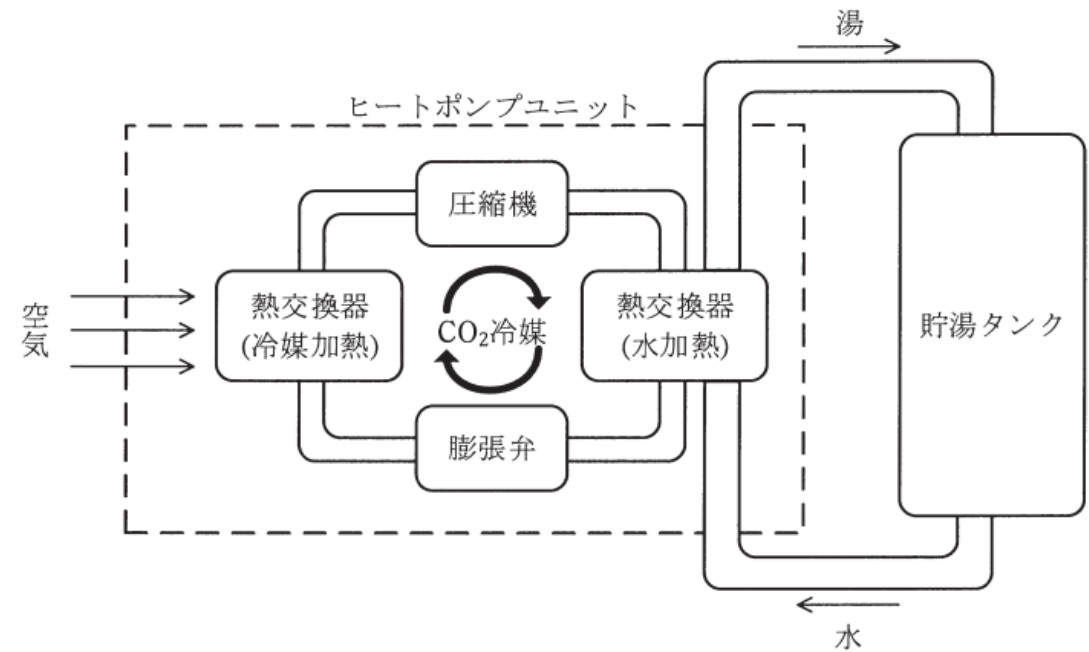 湯
ヒートポンプユニット
圧縮機
空気
熱交換器
(冷媒加熱)
CO₂冷媒
熱交換器
(水加熱)
貯湯タンク
膨張弁
水